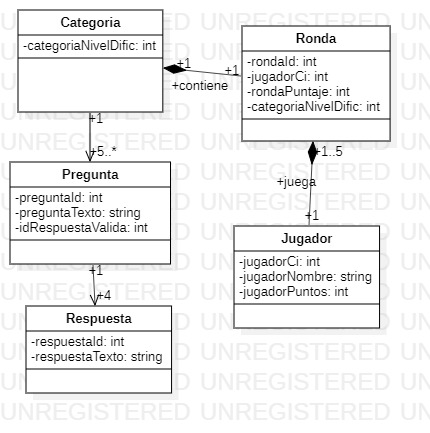 Categoria
-categoriaNivelDific: int
Ronda
-rondaId: int
-jugadorCi: int
-rondaPuntaje: int
-categoriaNivelDific: int
+1
+1
+contiene
+1
+5..*
Pregunta
-preguntaId: int
-preguntaTexto: string
-idRespuestaValida: int
+1..5
+juega
+1
Jugador
-jugadorCi: int
-jugadorNombre: string
-jugadorPuntos: int
+1
+4
Respuesta
-respuestaId: int
-respuestaTexto: string
UNREGISTERED UNREGISTERED